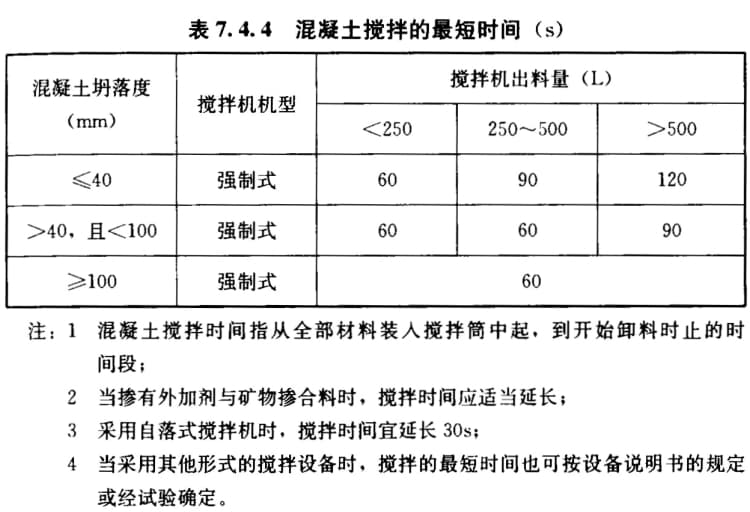 表 7.4.4 混凝土搅拌的最短时间（s）
混凝土坍落度
（mm）
搅拌机机型
搅拌机出料量（L）
＜250 250～500 ＞500
≤40 强制式 60 90 120
＞40，且＜100 强制式 60 60 90
≥100 强制式 60
注：1 混凝土搅拌时间指从全部材料装入搅拌筒中起，到开始卸料时止的时
间段；
2 当掺有外加剂与矿物掺合料时，搅拌时间应适当延长；
3 采用自落式搅拌机时，搅拌时间宜延长 30s；
4 当采用其他形式的搅拌设备时，搅拌的最短时间也可按设备说明书的规定
或经试验确定。